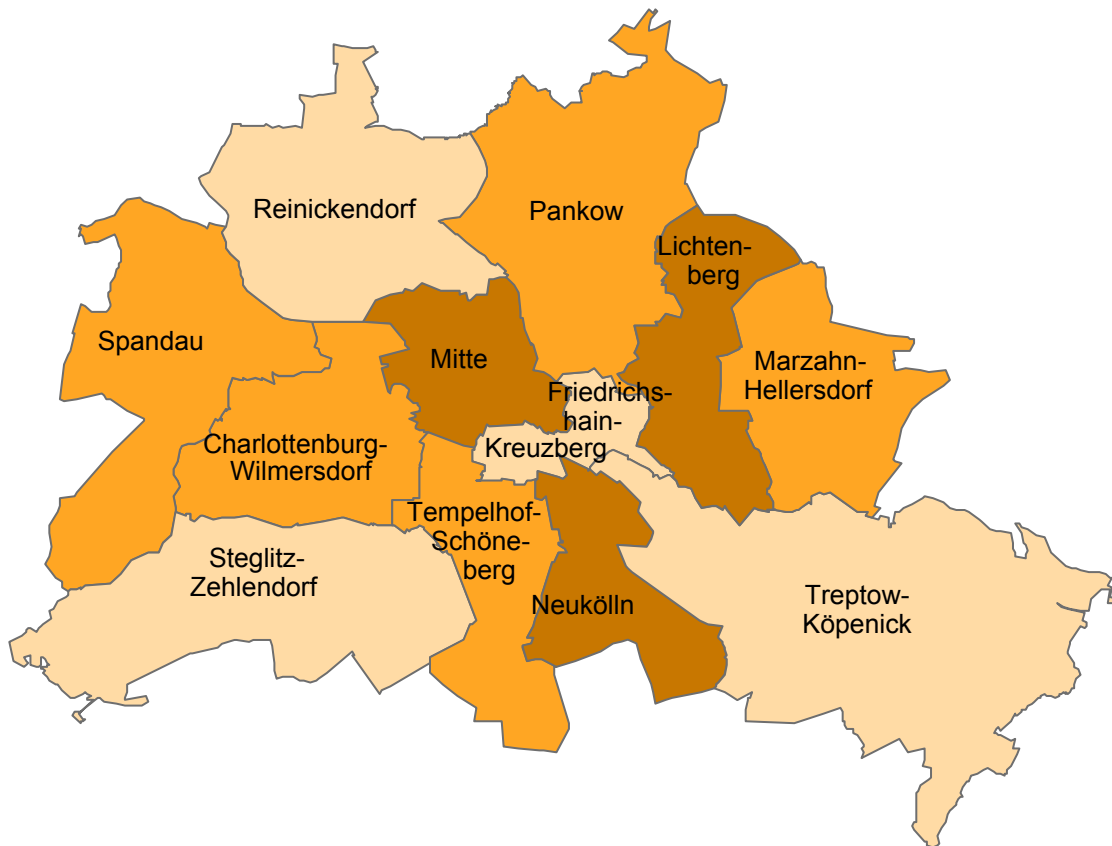 Reinickendorf
Pankow
Lichten-
berg
Spandau
Mitte
Marzahn-
Hellersdorf
Friedrichs-
hain-
Kreuzberg
Charlottenburg-
Wilmersdorf
Tempelhof-
Schöne-
berg
Steglitz-
Zehlendorf
Neukölln
Treptow-
Köpenick